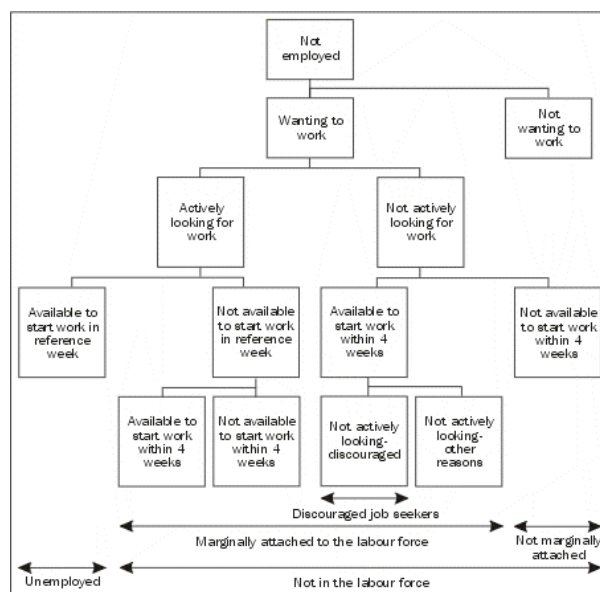 Not
employed
Wanting to
work
Not
wanting to
work
Actively
looking for
work
Not actively
looking for
work
Available to
start work in
reference
week
Not available
to start work
in reference
week
Available to
start work
within 4
weeks
Not available
to start work
within 4
weeks
Available to
start work
within 4
weeks
Not available
to start work
within 4
weeks
Not actively
looking-
discouraged
Not actively
looking-
other
reasons
Discouraged job seekers
Marginally attached to the labour force
Not marginally
attached
Unemployed
Not in the labour force